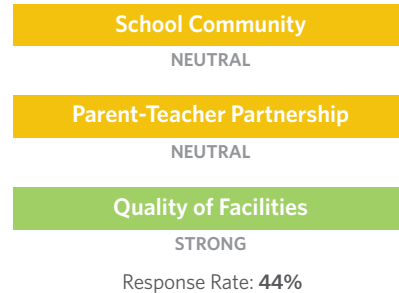 School Community
NEUTRAL
Parent-Teacher Partnership
NEUTRAL
Quality of Facilities
STRONG
Response Rate: 44%